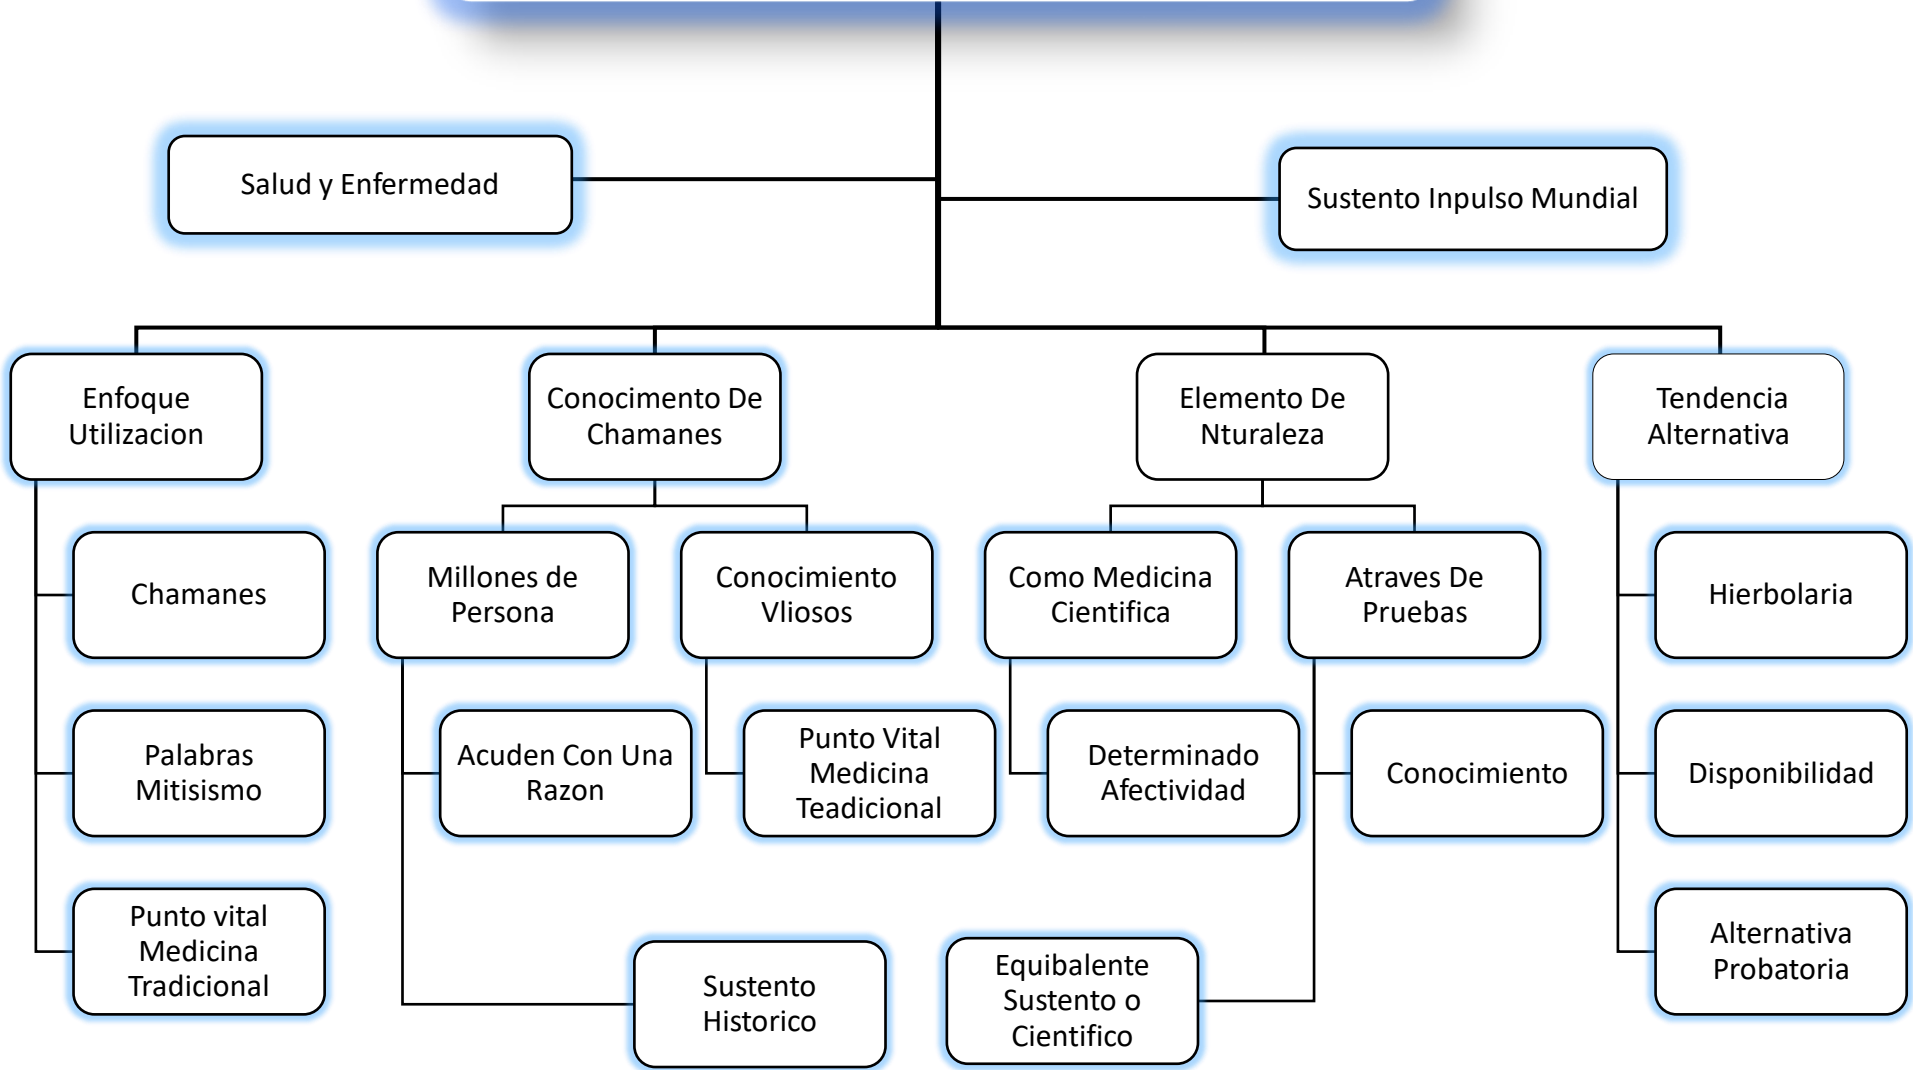 Salud y Enfermedad
Sustento Inpulso Mundial
Enfoque
Utilizacion
Conocimento De
Chamanes
Elemento De
Nturaleza
Tendencia
Alternativa
Chamanes
Millones de
Persona
Conocimiento
Vliosos
Como Medicina
Cientifica
Atraves De
Pruebas
Hierbolaria
Palabras
Mitisismo
Acuden Con Una
Razon
Punto Vital
Medicina
Teadicional
Determinado
Afectividad
Conocimiento
Disponibilidad
Punto vital
Medicina
Tradicional
Sustento
Historico
Equibalente
Sustento o
Cientifico
Alternativa
Probatoria